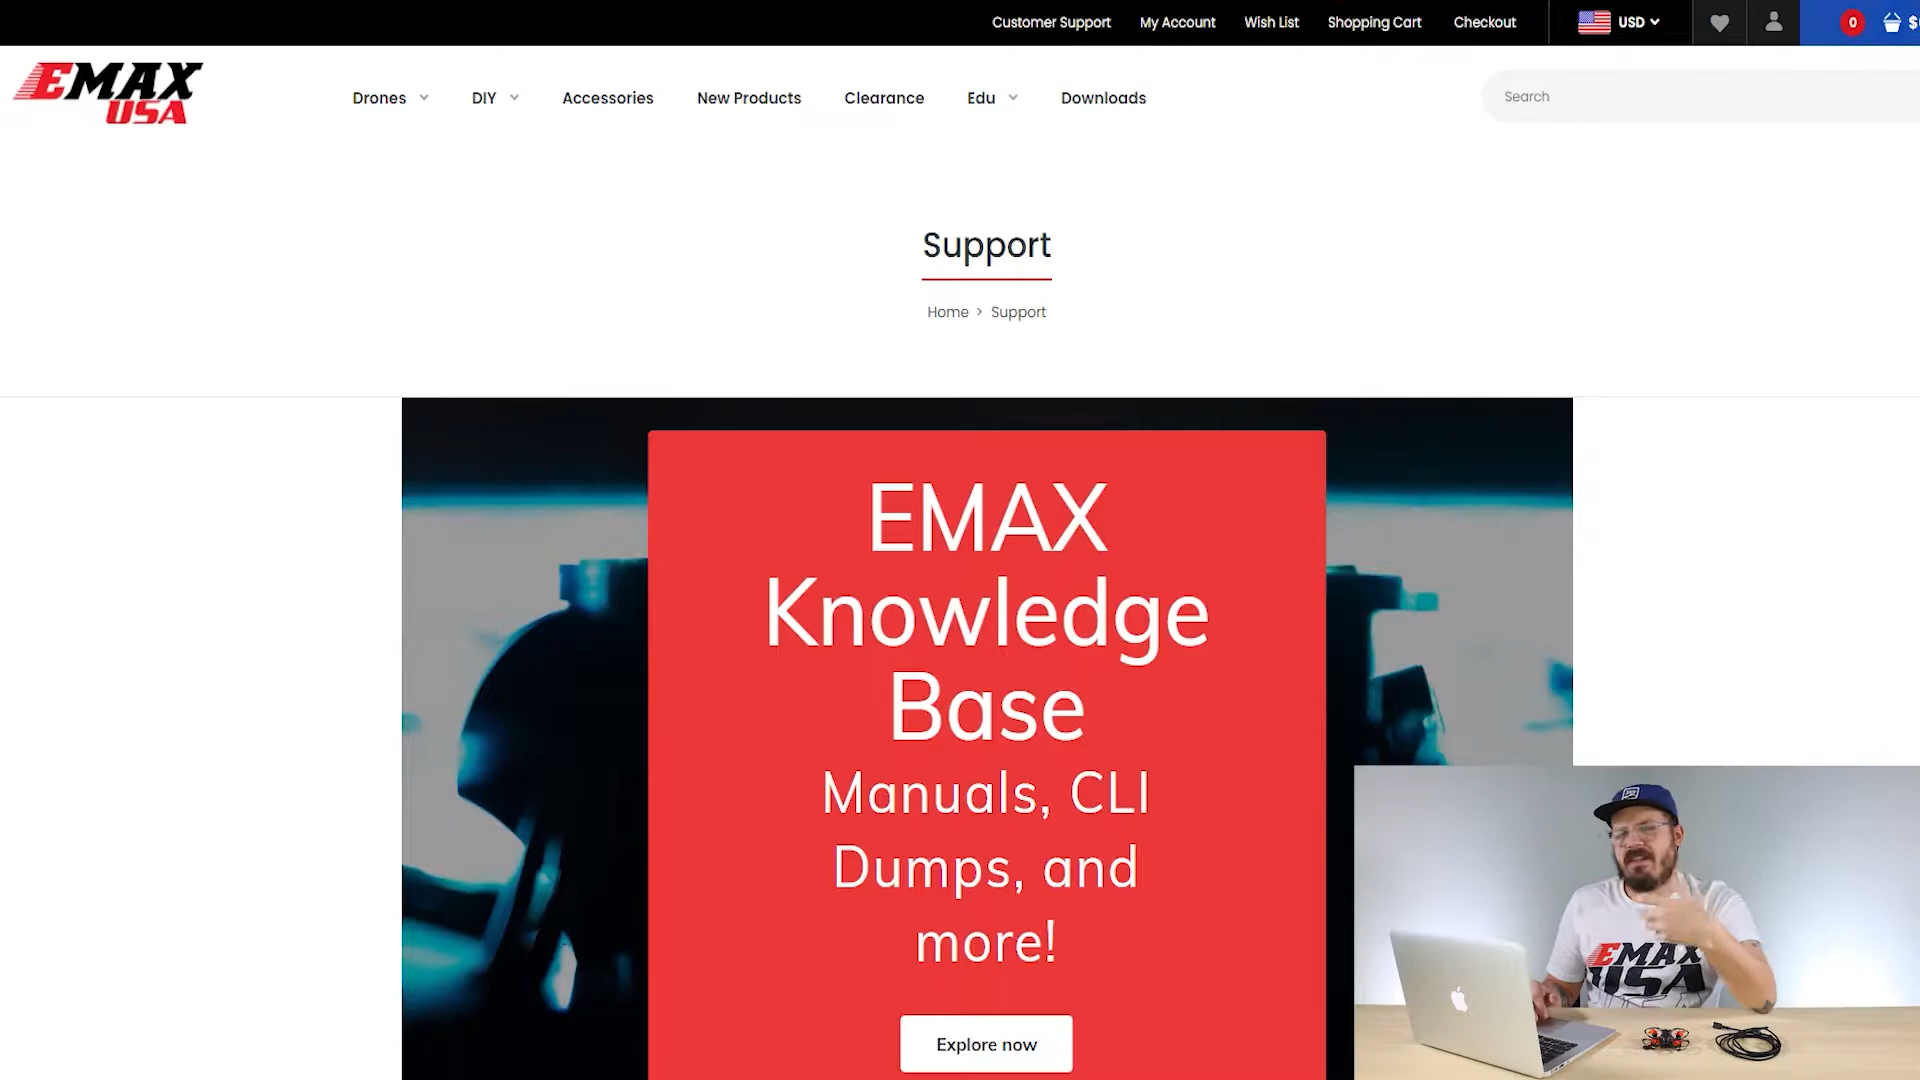 Customer Support My Account Wish List Shopping Cart Checkout USD 0
EMAX
USA
Drones DIY Accessories New Products Clearance Edu Downloads Search
Support
Home > Support
EMAX
Knowledge
Base
Manuals, CLI
Dumps, and
more!
Explore now
EMAX
USA